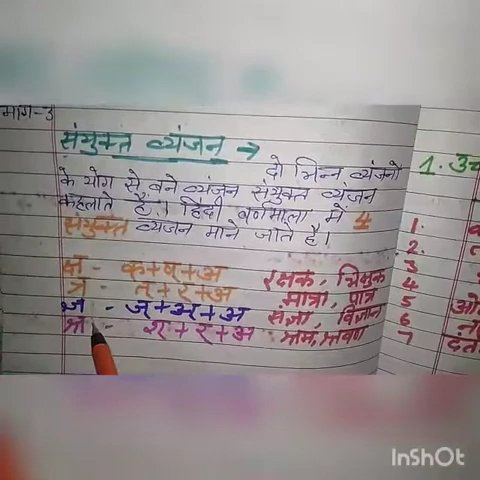 भाग-3
संयुक्त व्यंजन →
दो भिन्न व्यंजनों
के योग से बने व्यंजन संयुक्त व्यंजन
कहलाते है।। हिंदी वर्णमाला में 4
संयुक्त व्यंजन माने जाते है।
क्ष - क+ष+अ रक्षक, भिक्षुक
त्र - त+र+अ मात्रा, पात्र
ज्ञ - ज्+ञ+अ संज्ञा, विज्ञान
श्र - श+र+अ श्रम, श्रवण
1. उच
1.
2.
3
4
5
6
7
InShOt